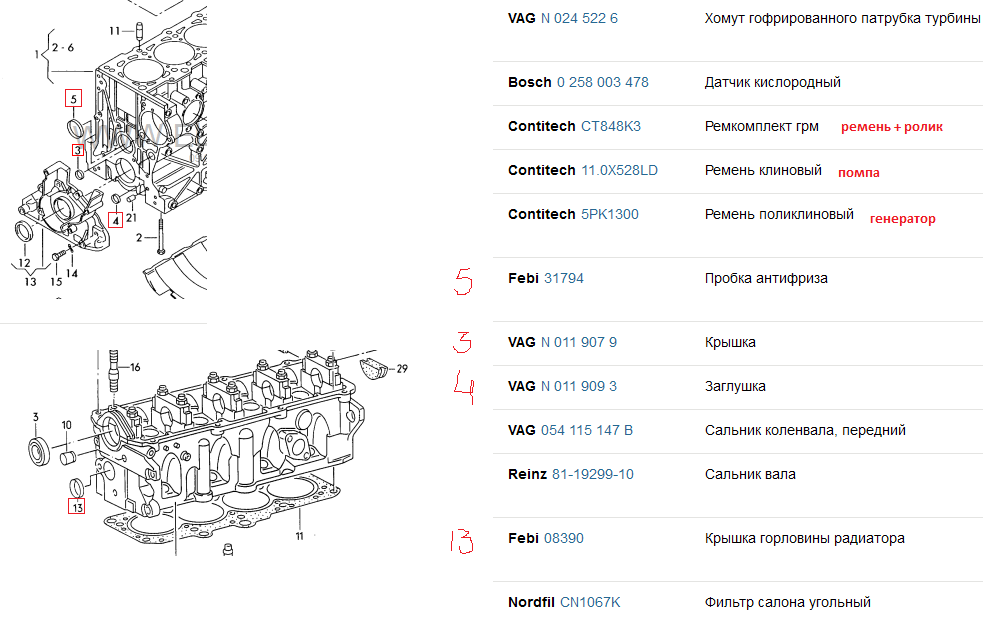 11
1 2 - 6
5
3
4
21
2
12
13
15
14
16
29
3
10
13
11
VAG N 024 522 6 Хомут гофрированного патрубка турбины
Bosch 0 258 003 478 Датчик кислородный
Contitech CT848K3 Ремкомплект грм ремень + ролик
Contitech 11.0X528LD Ремень клиновый помпа
Contitech 5PK1300 Ремень поликлиновый генератор
5 Febi 31794 Пробка антифриза
3 VAG N 011 907 9 Крышка
4 VAG N 011 909 3 Заглушка
VAG 054 115 147 B Сальник коленвала, передний
Reinz 81-19299-10 Сальник вала
13 Febi 08390 Крышка горловины радиатора
Nordfil CN1067K Фильтр салона угольный